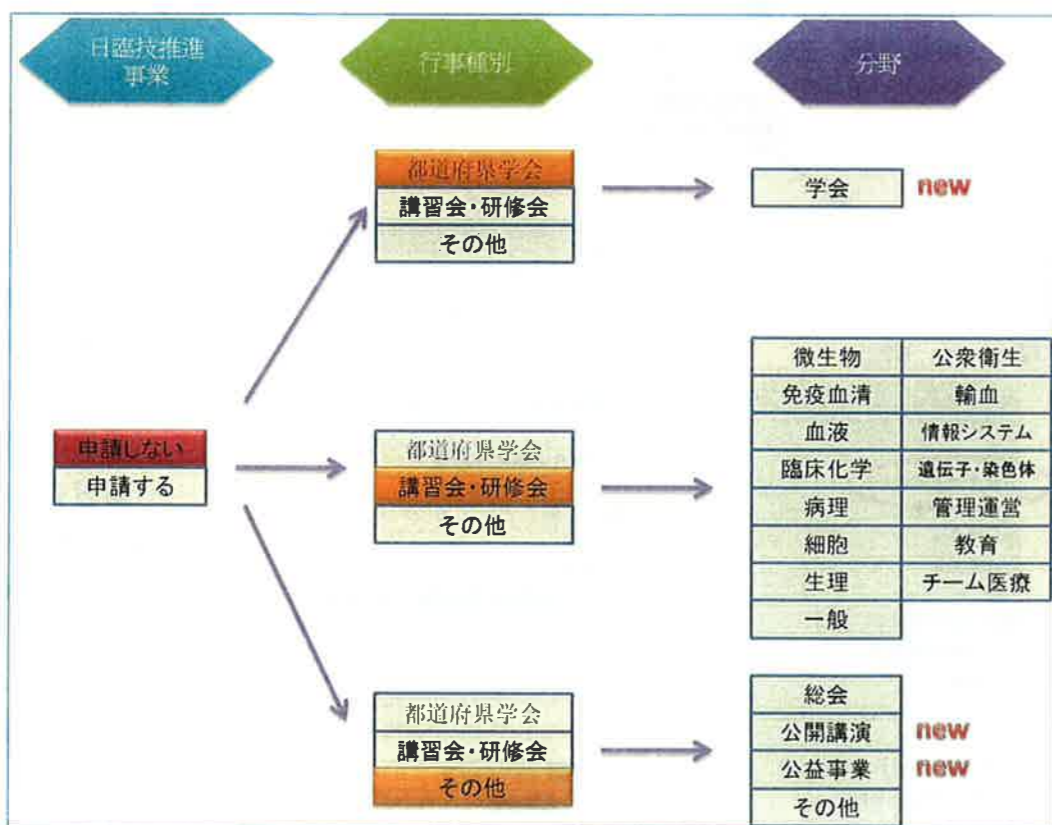 日臨技推進
事業
行事種別
分野
都道府県学会
講習会・研修会
その他
学会 new
申請しない
申請する
都道府県学会
講習会・研修会
その他
微生物 公衆衛生
免疫血清 輸血
血液 情報システム
臨床化学 遺伝子・染色体
病理 管理運営
細胞 教育
生理 チーム医療
一般
都道府県学会
講習会・研修会
その他
総会
公開講演 new
公益事業 new
その他